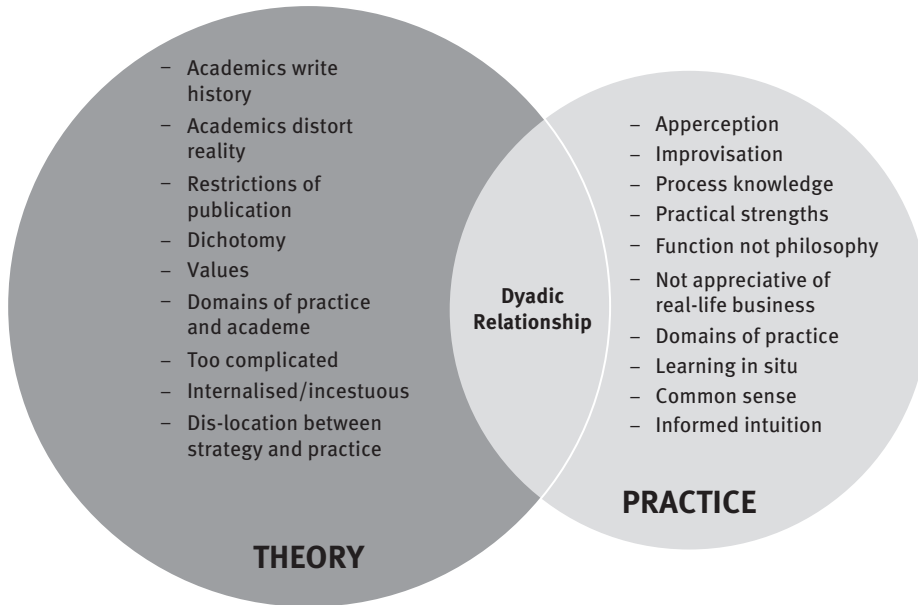 – Academics write
history
– Academics distort
reality
– Restrictions of
publication
– Dichotomy
– Values
– Domains of practice
and academe
– Too complicated
– Internalised/incestuous
– Dis-location between
strategy and practice
THEORY
Dyadic
Relationship
– Apperception
– Improvisation
– Process knowledge
– Practical strengths
– Function not philosophy
– Not appreciative of
real-life business
– Domains of practice
– Learning in situ
– Common sense
– Informed intuition
PRACTICE